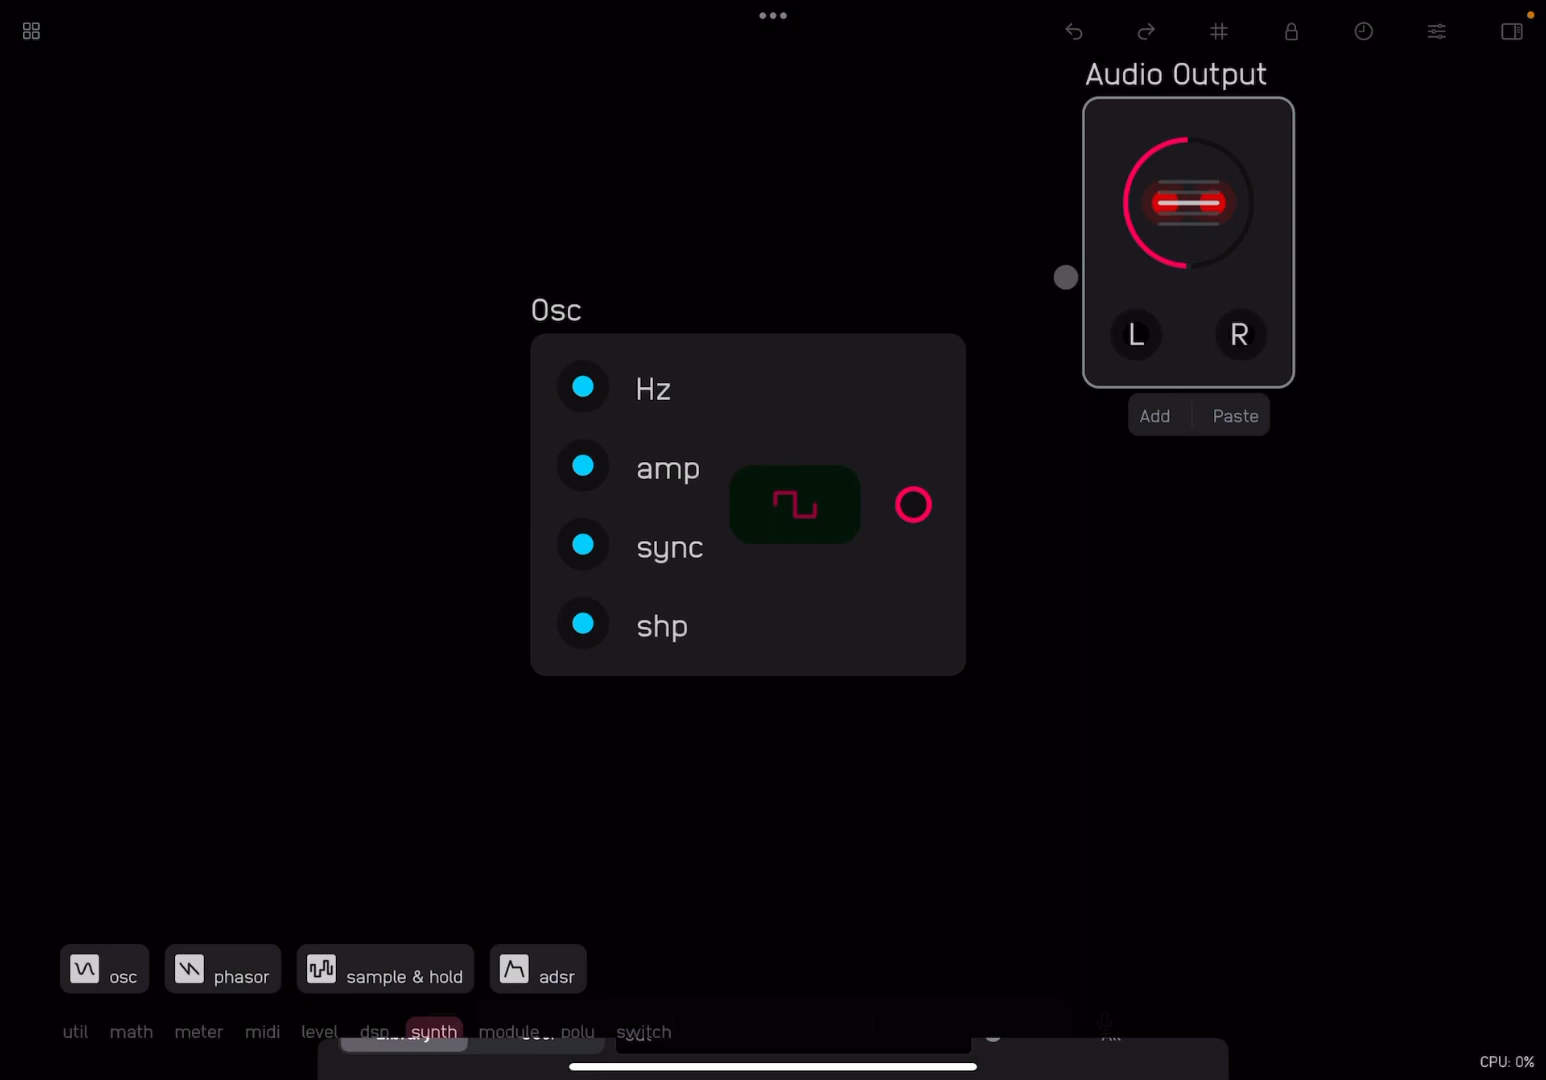 Audio Output
L R
Add Paste
Osc
Hz
amp
sync
shp
osc phasor sample & hold adsr
util math meter midi level dsp synth module poly switch
CPU: 0%